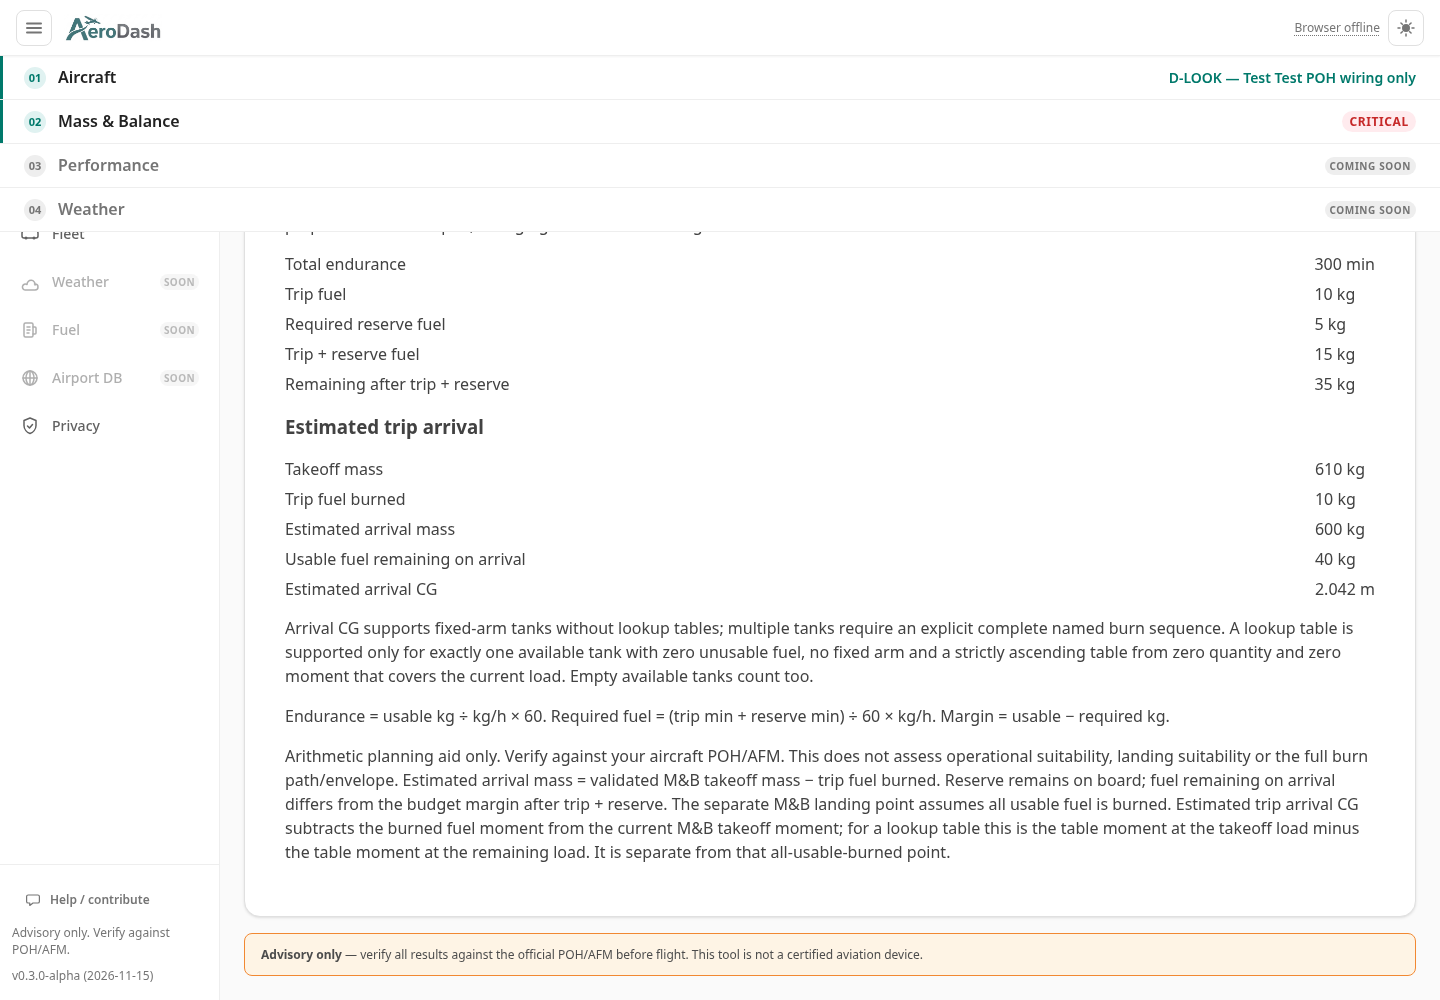 AeroDash
Browser offline
01 Aircraft D-LOOK — Test Test POH wiring only
02 Mass & Balance CRITICAL
03 Performance COMING SOON
04 Weather COMING SOON
Fleet
Weather SOON
Fuel SOON
Airport DB SOON
Privacy
Total endurance 300 min
Trip fuel 10 kg
Required reserve fuel 5 kg
Trip + reserve fuel 15 kg
Remaining after trip + reserve 35 kg
Estimated trip arrival
Takeoff mass 610 kg
Trip fuel burned 10 kg
Estimated arrival mass 600 kg
Usable fuel remaining on arrival 40 kg
Estimated arrival CG 2.042 m
Arrival CG supports fixed-arm tanks without lookup tables; multiple tanks require an explicit complete named burn sequence. A lookup table is
supported only for exactly one available tank with zero unusable fuel, no fixed arm and a strictly ascending table from zero quantity and zero
moment that covers the current load. Empty available tanks count too.
Endurance = usable kg ÷ kg/h × 60. Required fuel = (trip min + reserve min) ÷ 60 × kg/h. Margin = usable − required kg.
Arithmetic planning aid only. Verify against your aircraft POH/AFM. This does not assess operational suitability, landing suitability or the full burn
path/envelope. Estimated arrival mass = validated M&B takeoff mass − trip fuel burned. Reserve remains on board; fuel remaining on arrival
differs from the budget margin after trip + reserve. The separate M&B landing point assumes all usable fuel is burned. Estimated trip arrival CG
subtracts the burned fuel moment from the current M&B takeoff moment; for a lookup table this is the table moment at the takeoff load minus
the table moment at the remaining load. It is separate from that all-usable-burned point.
Help / contribute
Advisory only. Verify against
POH/AFM.
v0.3.0-alpha (2026-11-15)
Advisory only — verify all results against the official POH/AFM before flight. This tool is not a certified aviation device.